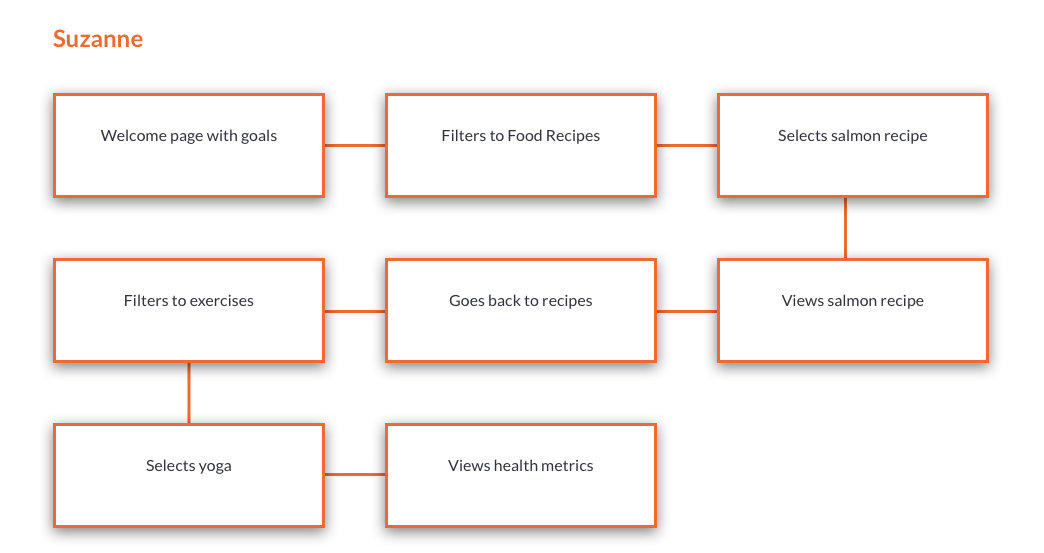 Suzanne
Welcome page with goals
Filters to Food Recipes
Selects salmon recipe
Filters to exercises
Goes back to recipes
Views salmon recipe
Selects yoga
Views health metrics